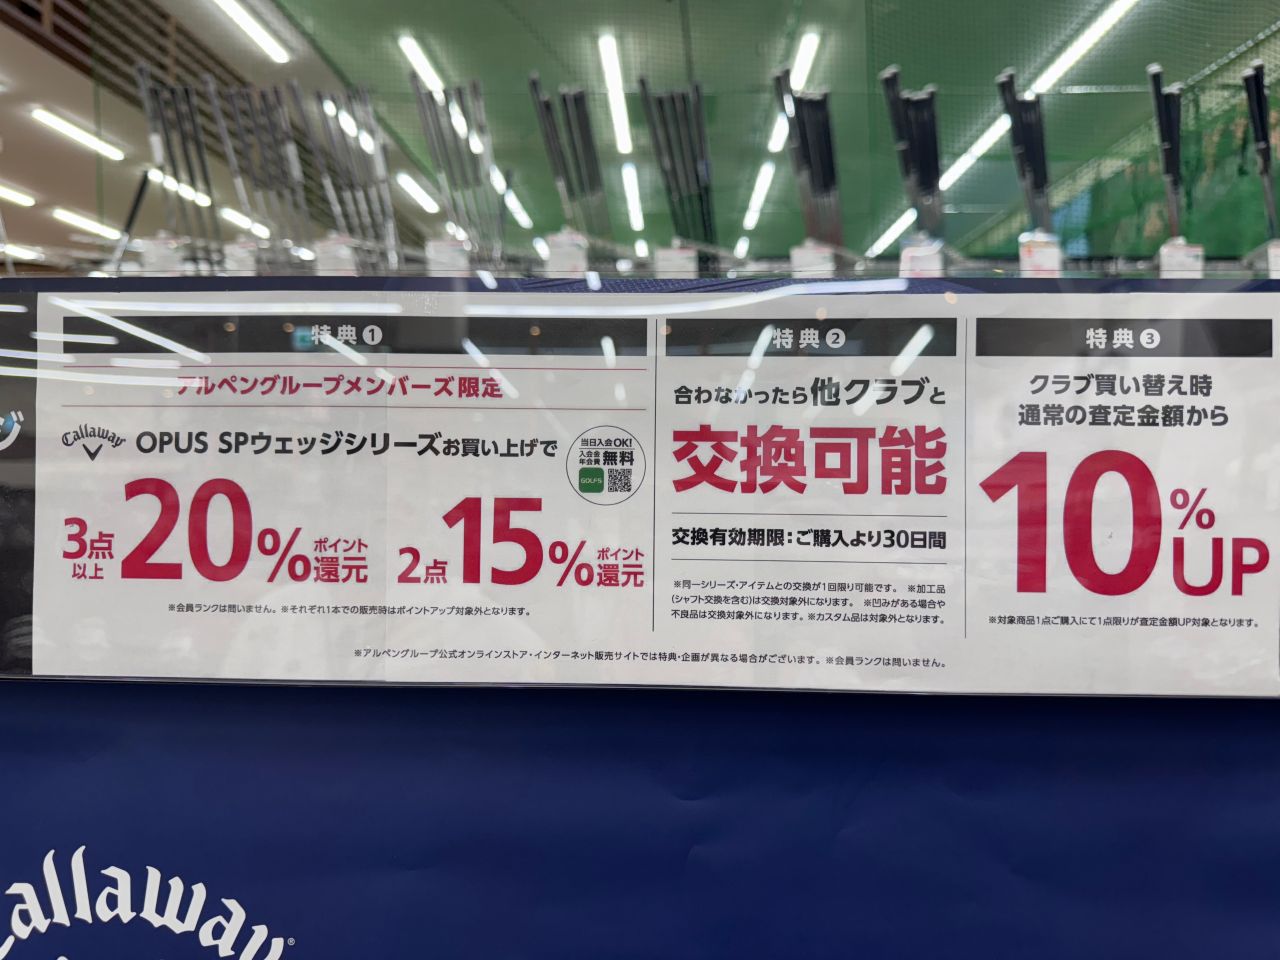 特典①
アルペングループメンバーズ限定
Callaway
OPUS SPウェッジシリーズお買い上げで
当日入会OK!
入会金
年会費
無料
GOLF5
3点
以上
20%
ポイント
還元
2点
15%
ポイント
還元
※会員ランクは問いません。※それぞれ1本での販売時はポイントアップ対象外となります。
特典②
合わなかったら他クラブと
交換可能
交換有効期限:ご購入より30日間
※同一シリーズ・アイテムとの交換が1回限り可能です。 ※加工品
(シャフト交換を含む)は交換対象外になります。 ※凹みがある場合や
不良品は交換対象外になります。※カスタム品は対象外となります。
特典③
クラブ買い替え時
通常の査定金額から
10%
UP
※対象商品1点ご購入にて1点限りが査定金額UP対象となります。
※アルペングループ公式オンラインストア・インターネット販売サイトでは特典・企画が異なる場合がございます。※会員ランクは問いません。
Callaway®